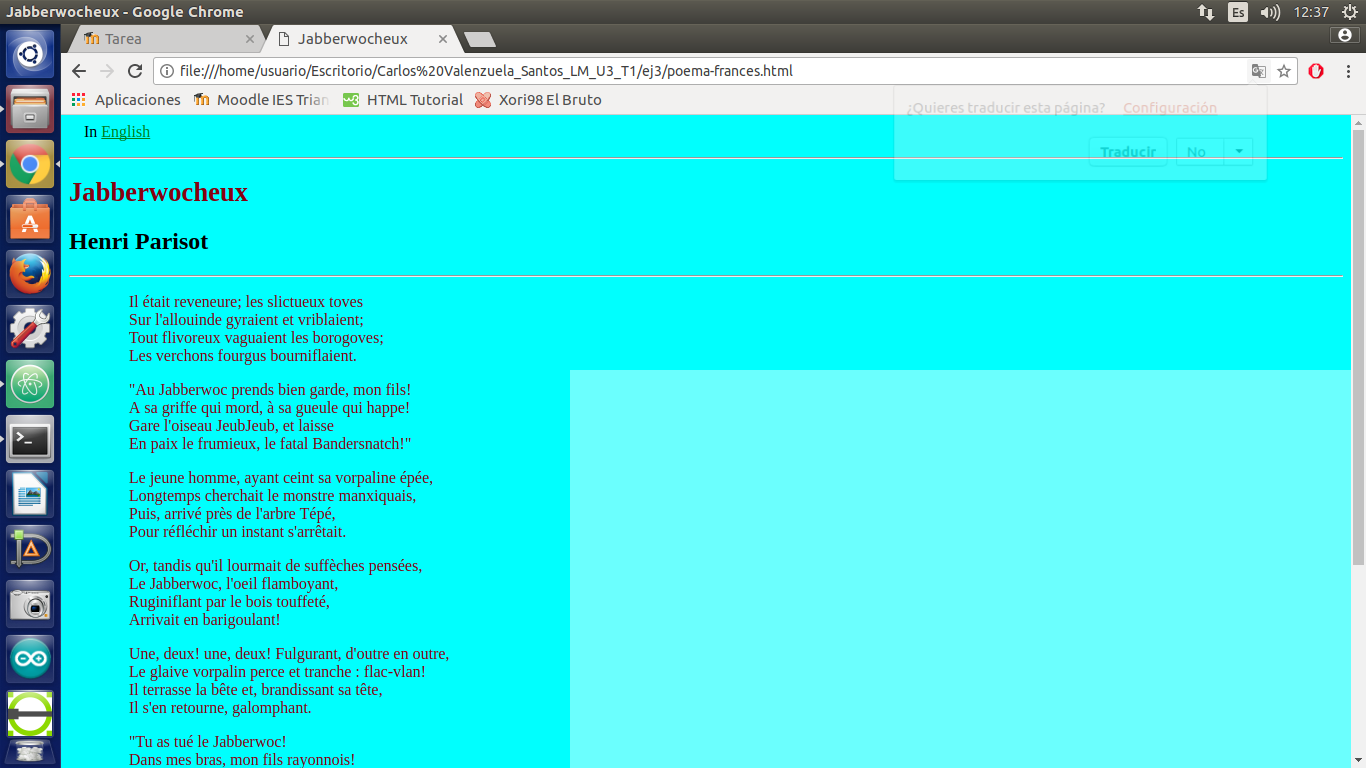 Jabberwocheux - Google Chrome
Es
12:37
Tarea
Jabberwocheux
file:///home/usuario/Escritorio/Carlos%20Valenzuela_Santos_LM_U3_T1/ej3/poema-frances.html
Aplicaciones
Moodle IES Trian
HTML Tutorial
Xori98 El Bruto
¿Quieres traducir esta página?
Configuración
Traducir
No
In English
Jabberwocheux
Henri Parisot
Il était reveneure; les slictueux toves
Sur l'allouinde gyraient et vriblaient;
Tout flivoreux vaguaient les borogoves;
Les verchons fourgus bourniflaient.
"Au Jabberwoc prends bien garde, mon fils!
A sa griffe qui mord, à sa gueule qui happe!
Gare l'oiseau JeubJeub, et laisse
En paix le frumieux, le fatal Bandersnatch!"
Le jeune homme, ayant ceint sa vorpaline épée,
Longtemps cherchait le monstre manxiquais,
Puis, arrivé près de l'arbre Tépé,
Pour réfléchir un instant s'arrêtait.
Or, tandis qu'il lourmait de suffèches pensées,
Le Jabberwoc, l'oeil flamboyant,
Ruginiflant par le bois touffeté,
Arrivait en barigoulant!
Une, deux! une, deux! Fulgurant, d'outre en outre,
Le glaive vorpalin perce et tranche : flac-vlan!
Il terrasse la bête et, brandissant sa tête,
Il s'en retourne, galomphant.
"Tu as tué le Jabberwoc!
Dans mes bras, mon fils rayonnois!